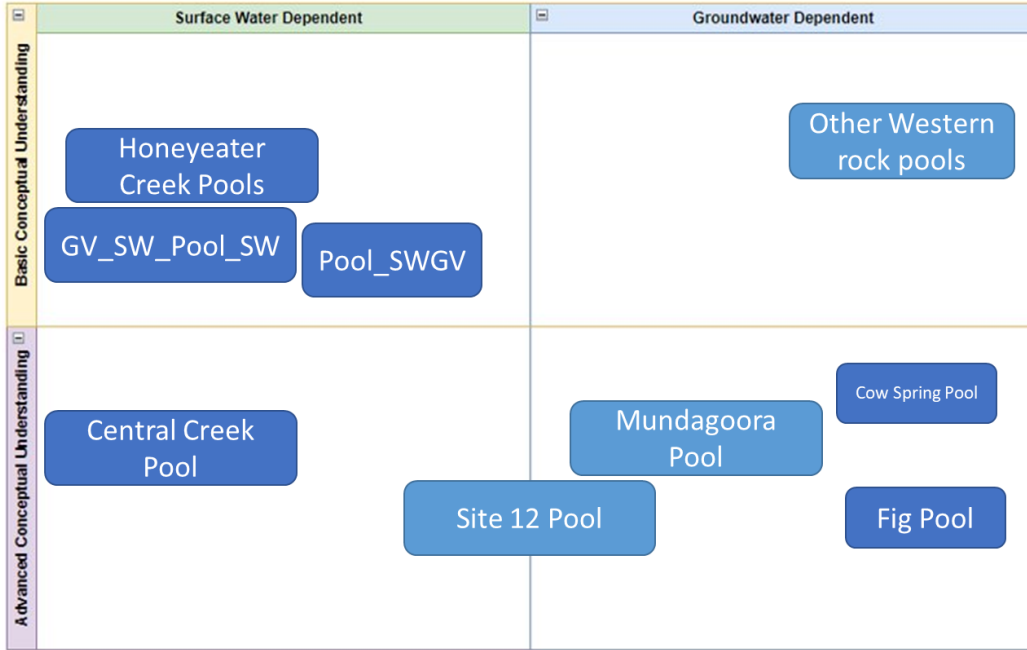 Surface Water Dependent
Groundwater Dependent
Basic Conceptual Understanding
Honeyeater
Creek Pools
GV_SW_Pool_SW
Pool_SWGV
Other Western
rock pools
Advanced Conceptual Understanding
Central Creek
Pool
Site 12 Pool
Mundagoora
Pool
Cow Spring Pool
Fig Pool